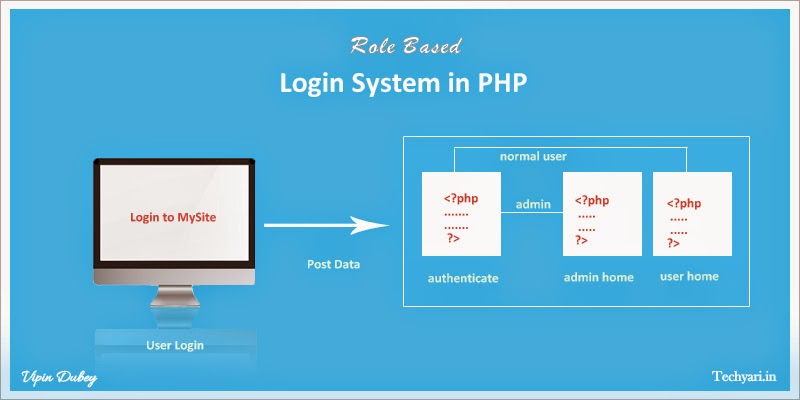 Role Based
Login System in PHP
Login to MySite
User Login
Post Data
normal user
<?php
.......
.......
?>
authenticate
admin
<?php
.....
.....
?>
admin home
<?php
.....
.....
?>
user home
Vipin Dubey
Techyari.in